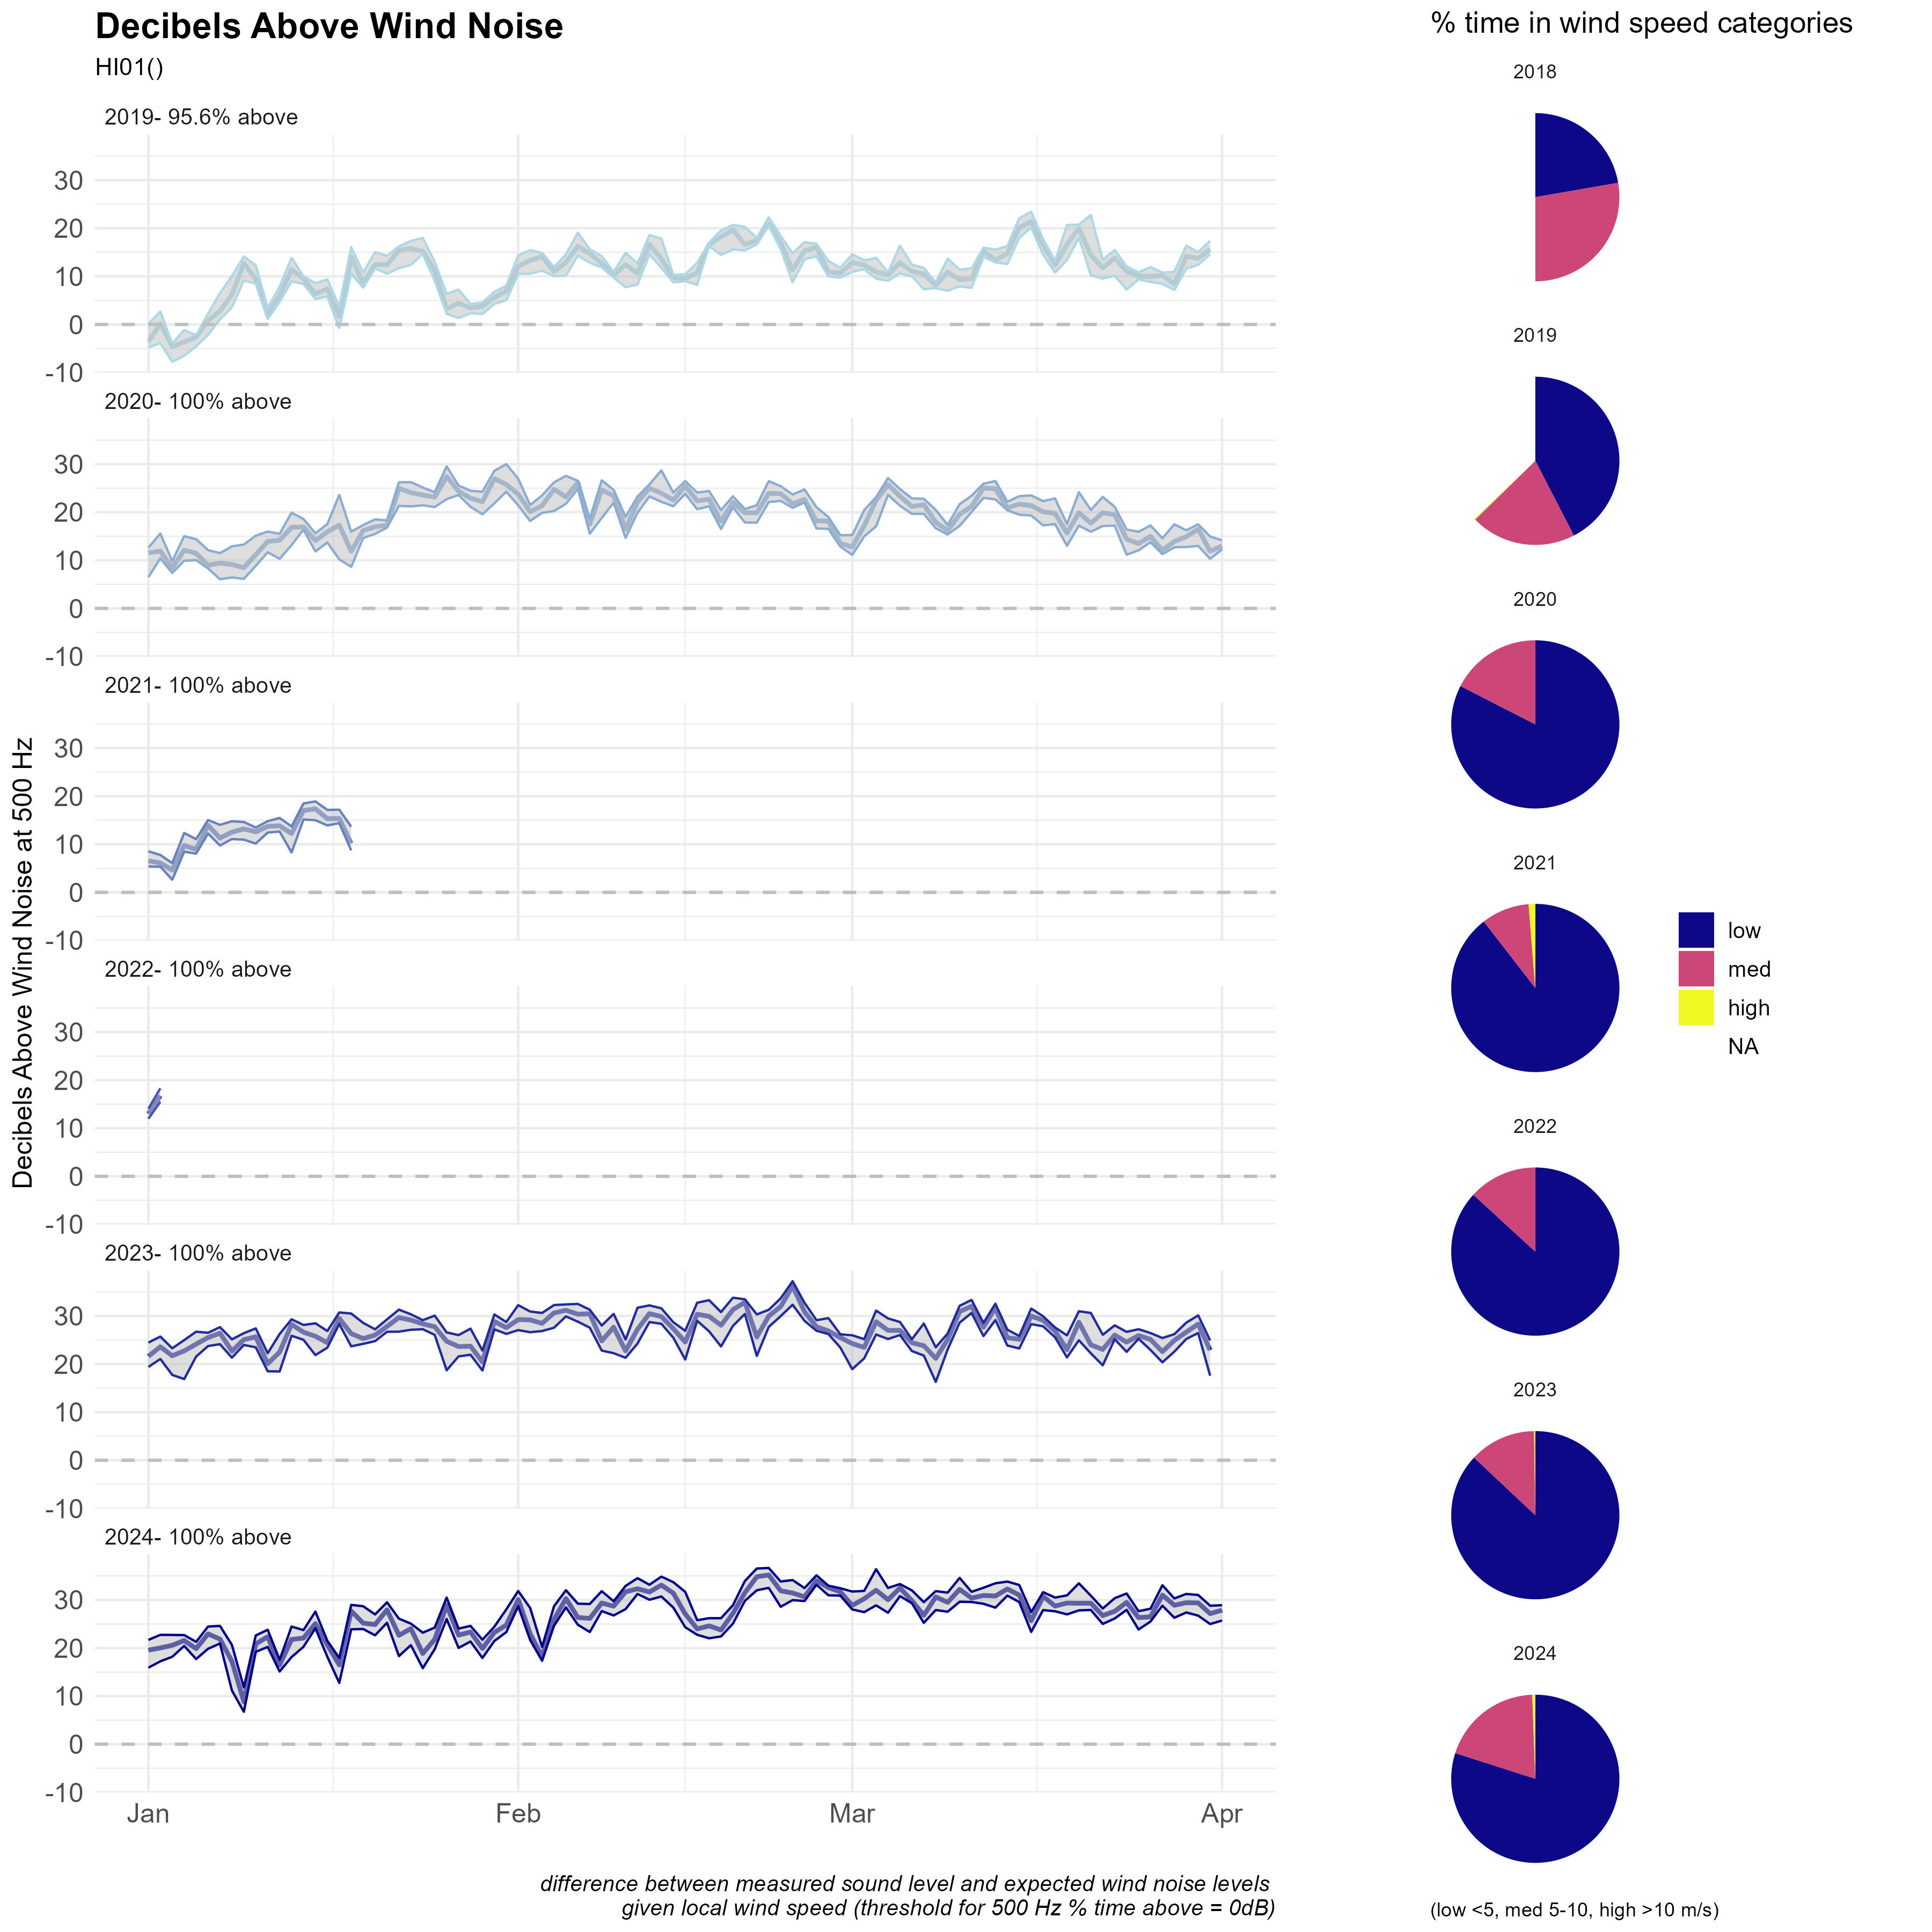 Decibels Above Wind Noise
HI01()
% time in wind speed categories
Decibels Above Wind Noise at 500 Hz
2019- 95.6% above
30
20
10
0
-10
2020- 100% above
30
20
10
0
-10
2021- 100% above
30
20
10
0
-10
2022- 100% above
30
20
10
0
-10
2023- 100% above
30
20
10
0
-10
2024- 100% above
30
20
10
0
-10
Jan Feb Mar Apr
difference between measured sound level and expected wind noise levels
given local wind speed (threshold for 500 Hz % time above = 0dB)
2018
2019
2020
2021
2022
2023
2024
low
med
high
NA
(low <5, med 5-10, high >10 m/s)